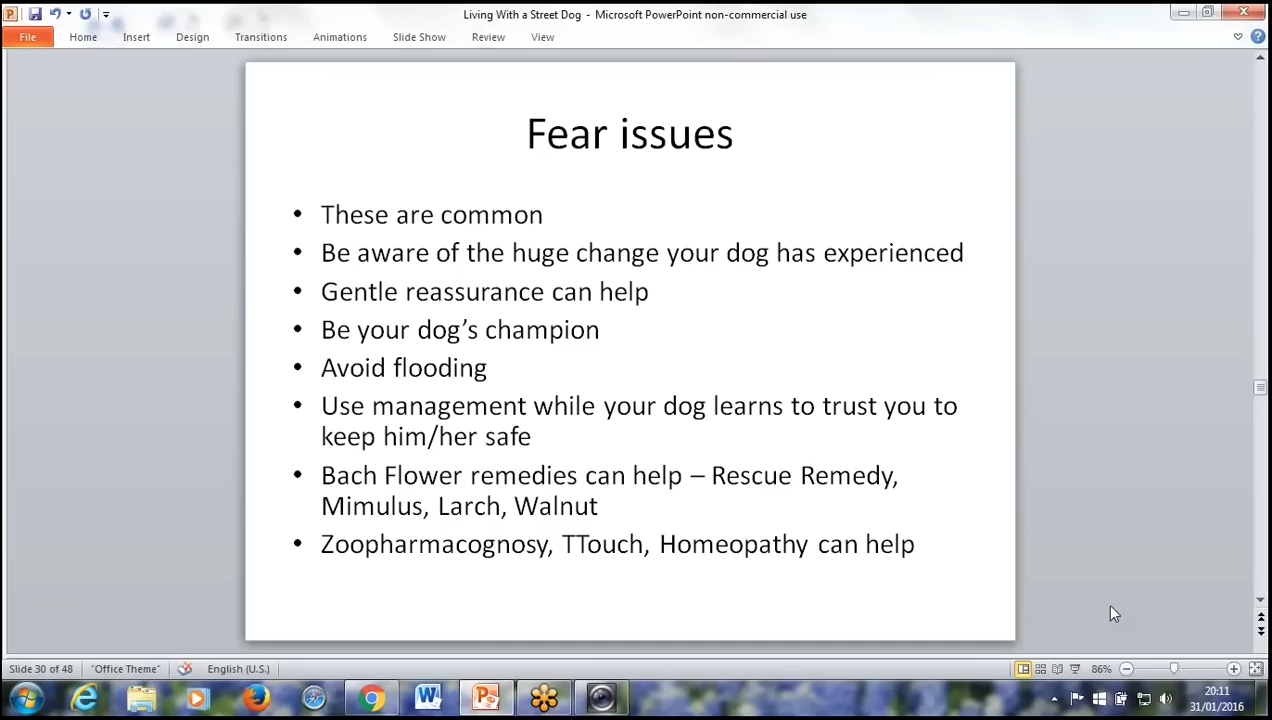 Living With a Street Dog - Microsoft PowerPoint non-commercial use
File Home Insert Design Transitions Animations Slide Show Review View
Fear issues
• These are common
• Be aware of the huge change your dog has experienced
• Gentle reassurance can help
• Be your dog’s champion
• Avoid flooding
• Use management while your dog learns to trust you to
keep him/her safe
• Bach Flower remedies can help – Rescue Remedy,
Mimulus, Larch, Walnut
• Zoopharmacognosy, TTouch, Homeopathy can help
Slide 30 of 48 "Office Theme" English (U.S.) 86%
20:11
31/01/2016